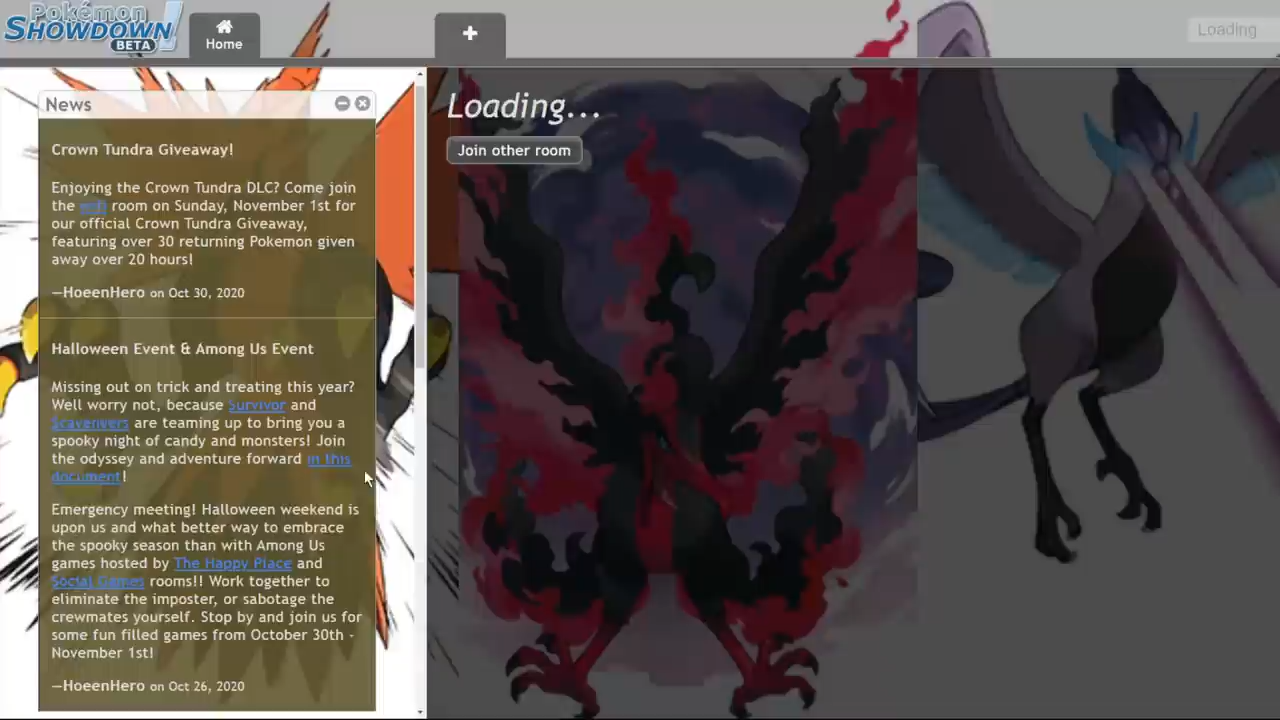 Pokémon
SHOWDOWN!
BETA
Home
+
Loading
News
Crown Tundra Giveaway!
Enjoying the Crown Tundra DLC? Come join
the wifi room on Sunday, November 1st for
our official Crown Tundra Giveaway,
featuring over 30 returning Pokemon given
away over 20 hours!
—HoeenHero on Oct 30, 2020
Halloween Event & Among Us Event
Missing out on trick and treating this year?
Well worry not, because Survivor and
Scavengers are teaming up to bring you a
spooky night of candy and monsters! Join
the odyssey and adventure forward in this
document!
Emergency meeting! Halloween weekend is
upon us and what better way to embrace
the spooky season than with Among Us
games hosted by The Happy Place and
Social Games rooms!! Work together to
eliminate the imposter, or sabotage the
crewmates yourself. Stop by and join us for
some fun filled games from October 30th -
November 1st!
—HoeenHero on Oct 26, 2020
Loading...
Join other room